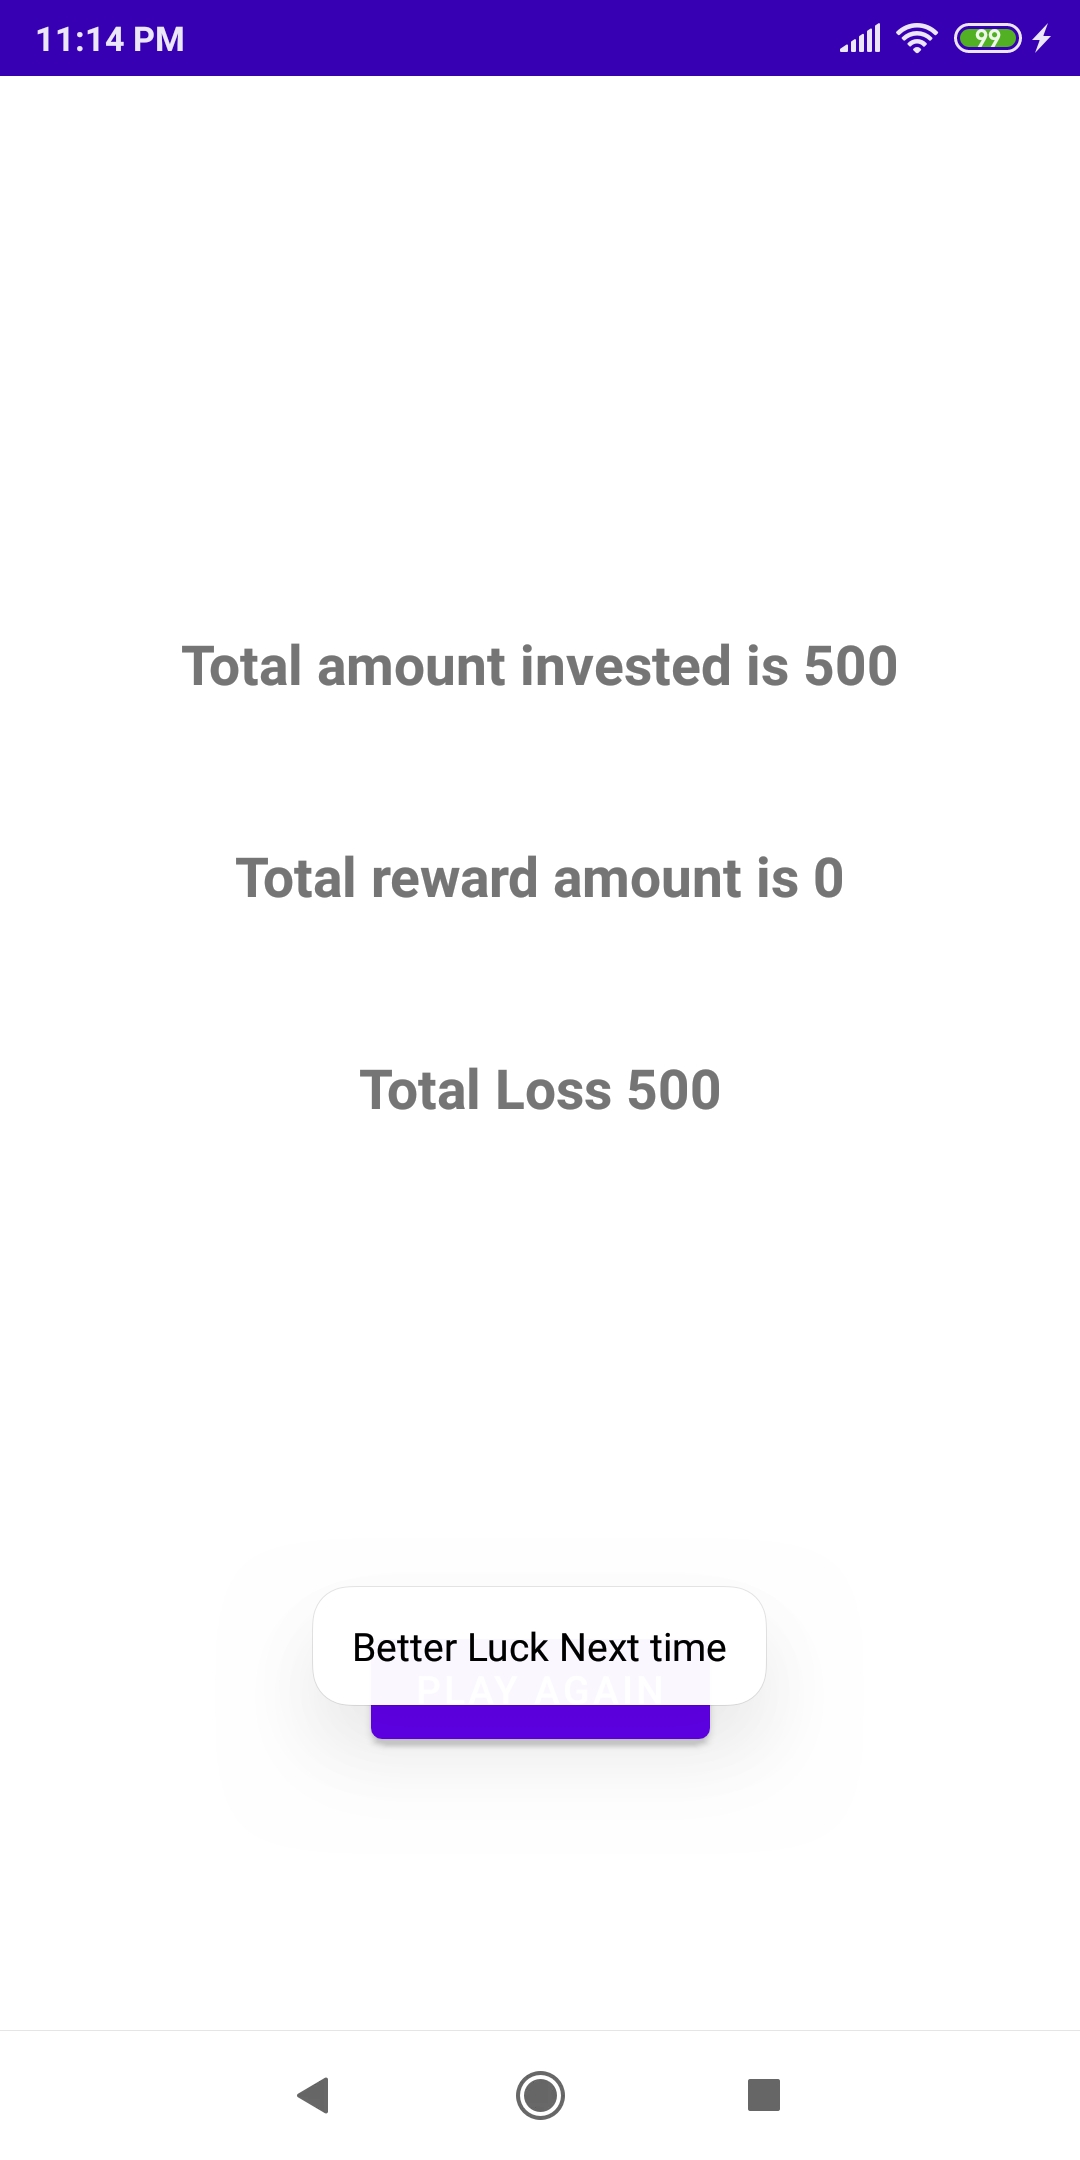 11:14 PM 99
Total amount invested is 500
Total reward amount is 0
Total Loss 500
Better Luck Next time
PLAY AGAIN